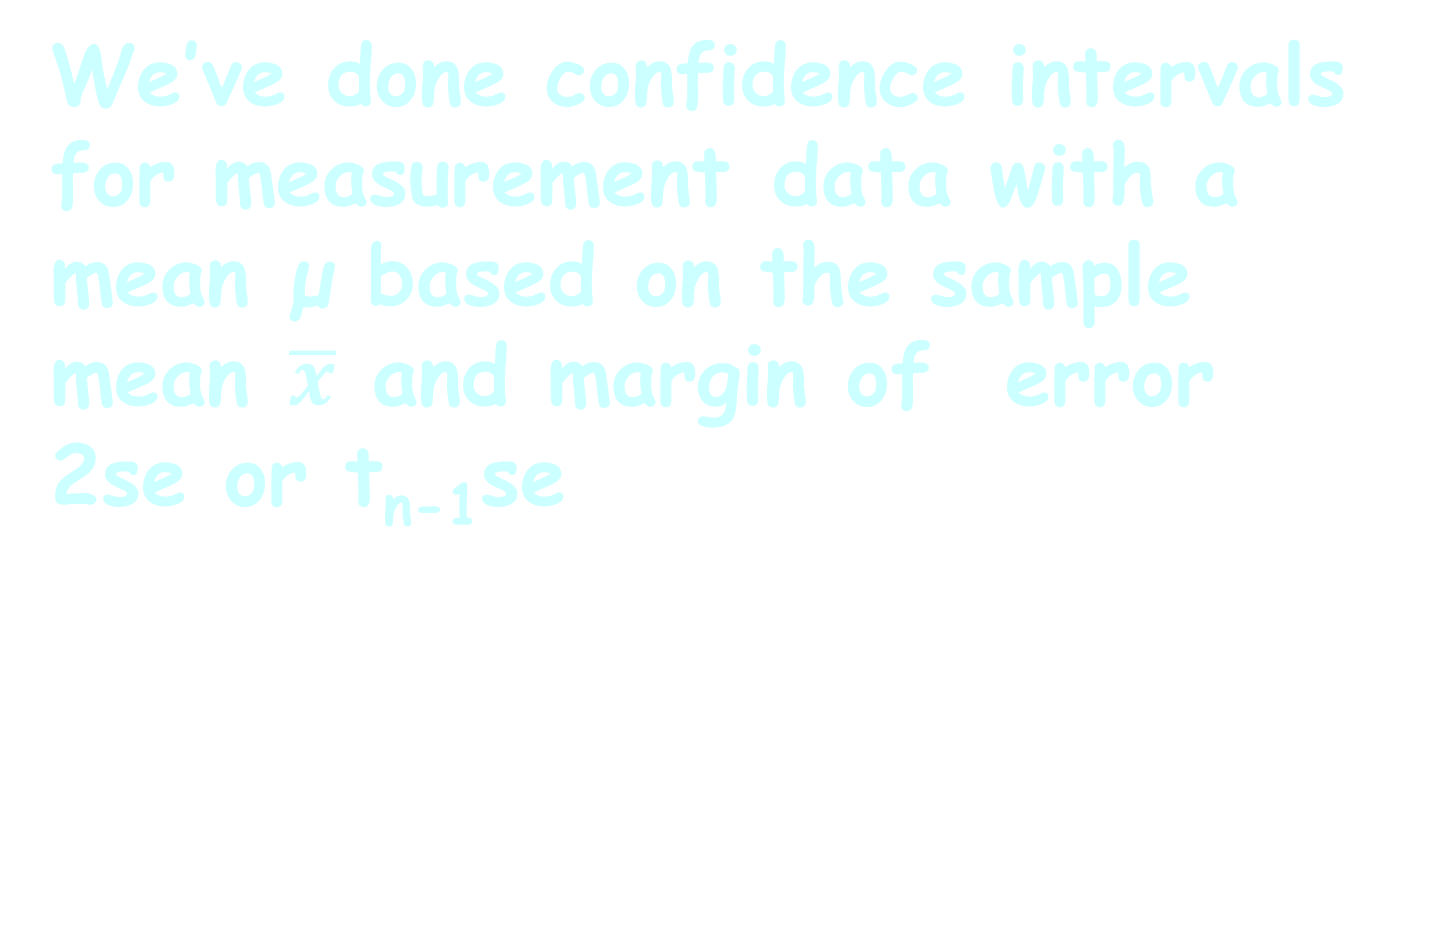 We've done confidence intervals
for measurement data with a
mean μ based on the sample
mean x̅ and margin of  error
2se or tₙ₋₁se